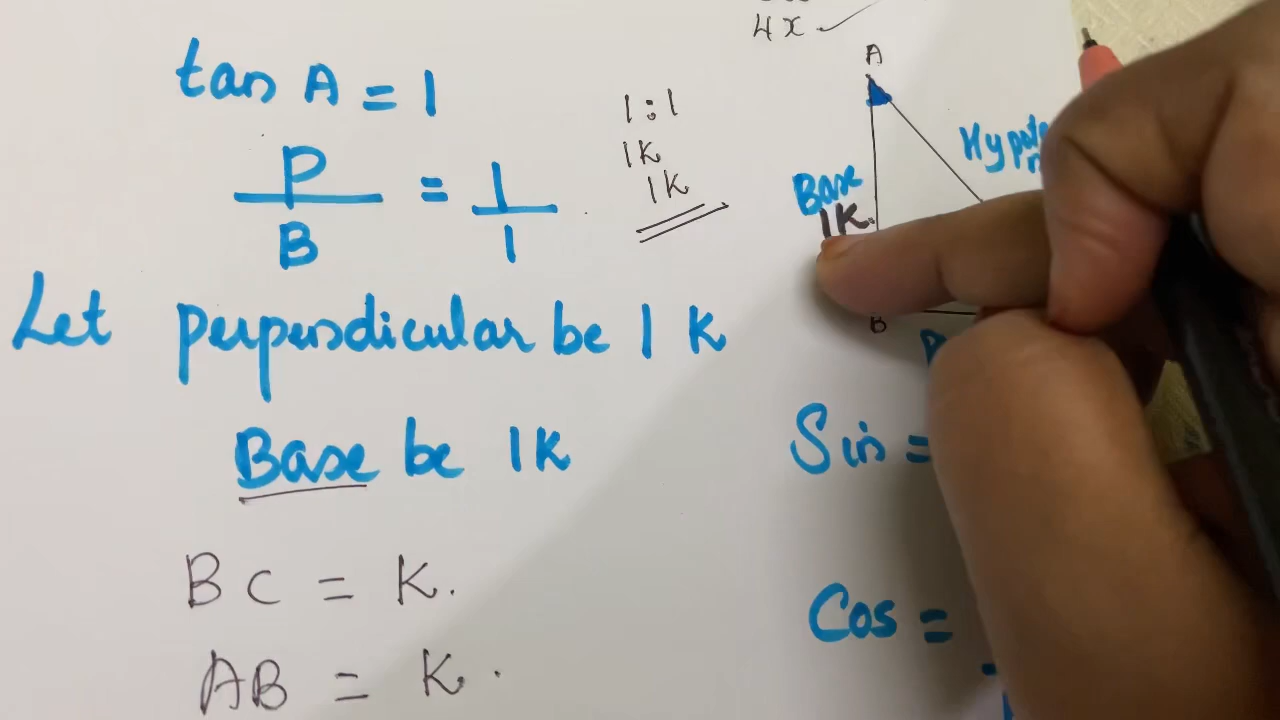 tan A = 1
P/B = 1/1
1:1
1K
1K
Let perpendicular be 1 K
Base be 1K
BC = K.
AB = K.
4x
A
Base
1K
B
Sin =
Cos =